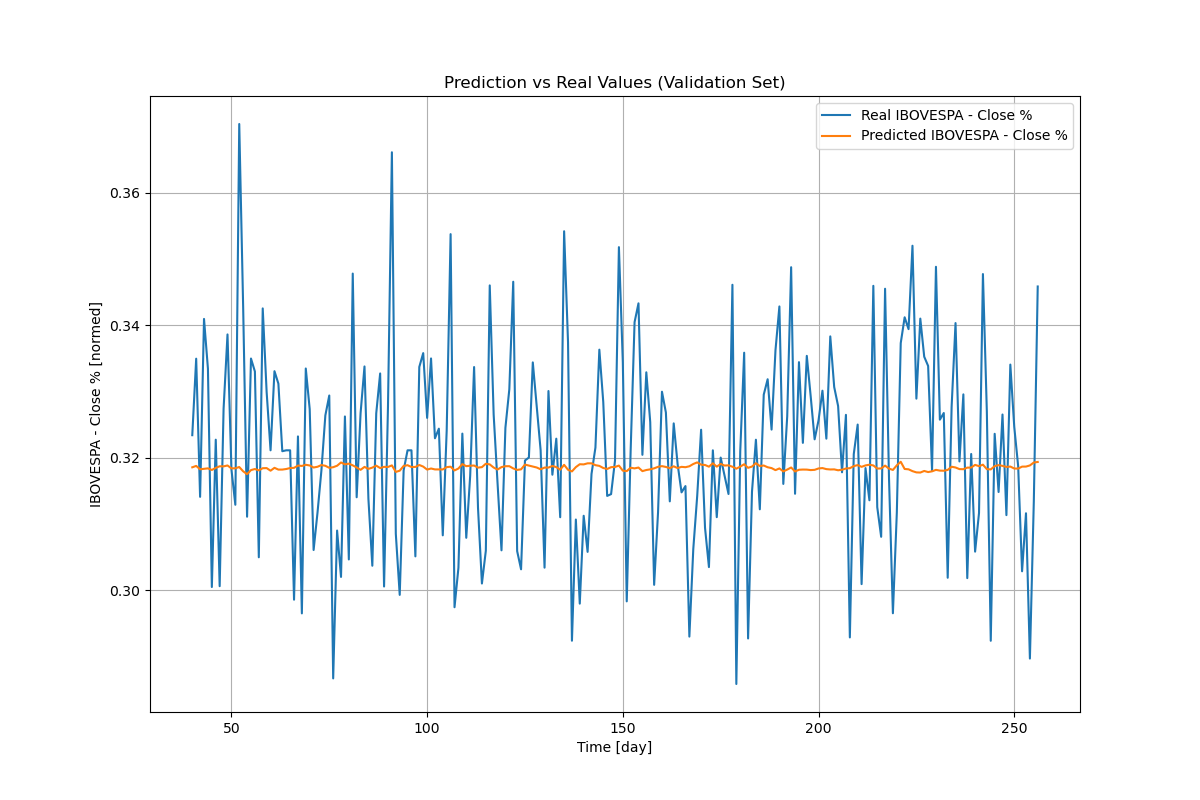 Prediction vs Real Values (Validation Set)
Real IBOVESPA - Close %
Predicted IBOVESPA - Close %
IBOVESPA - Close % [normed]
0.36
0.34
0.32
0.30
50
100
150
200
250
Time [day]